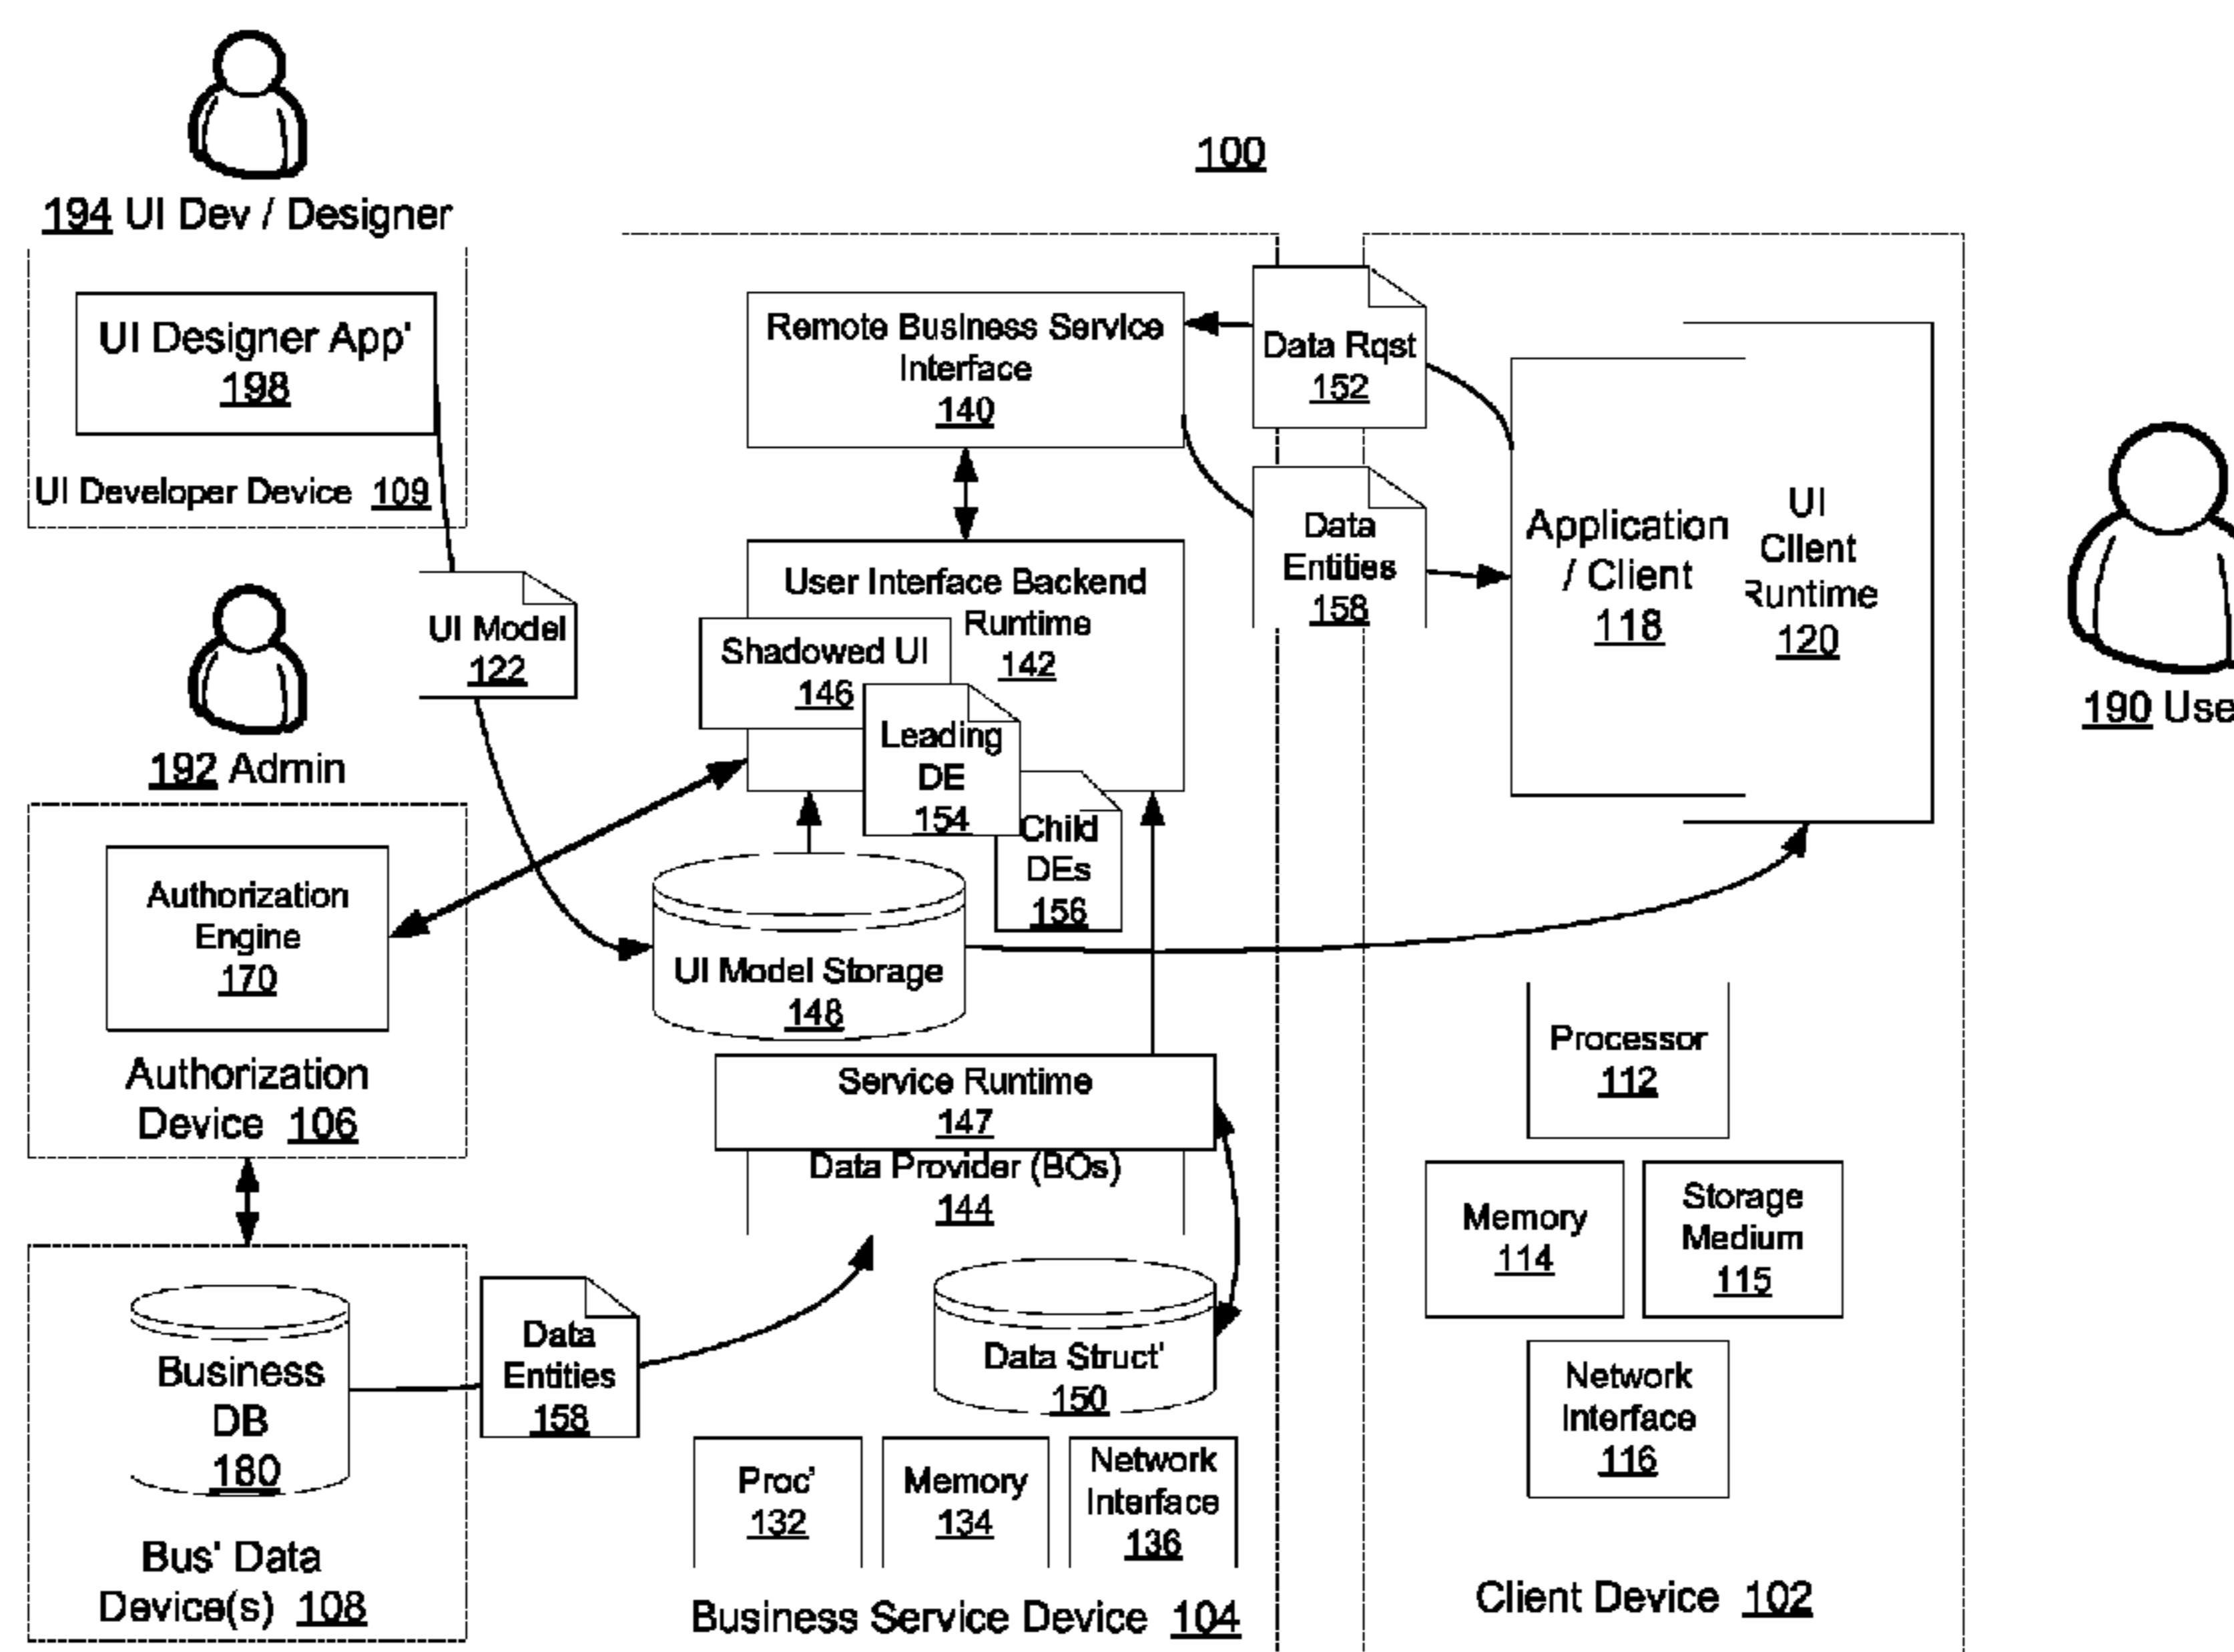 100
194 UI Dev / Designer
UI Designer App'
198
UI Developer Device 109
UI Model
122
192 Admin
Authorization
Engine
170
Authorization
Device 106
Business
DB
180
Bus' Data
Device(s) 108
Data
Entities
158
Remote Business Service
Interface
140
User Interface Backend
Runtime
142
Shadowed UI
146
Leading
DE
154
Child
DEs
156
UI Model Storage
148
Service Runtime
147
Data Provider (BOs)
144
Data Struct'
150
Proc'
132
Memory
134
Network
Interface
136
Business Service Device 104
Data Rqst
152
Data
Entities
158
Application
/ Client
118
UI
Client
Runtime
120
Processor
112
Memory
114
Storage
Medium
115
Network
Interface
116
Client Device 102
190 Use